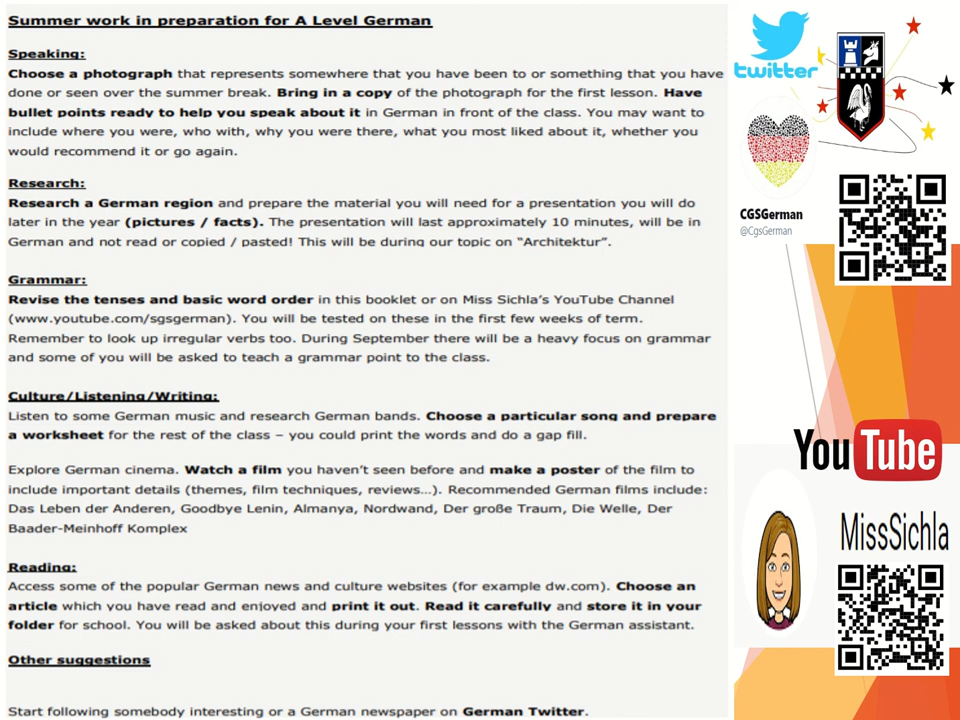 Summer work in preparation for A Level German
Speaking:
Choose a photograph that represents somewhere that you have been to or something that you have
done or seen over the summer break. Bring in a copy of the photograph for the first lesson. Have
bullet points ready to help you speak about it in German in front of the class. You may want to
include where you were, who with, why you were there, what you most liked about it, whether you
would recommend it or go again.
Research:
Research a German region and prepare the material you will need for a presentation you will do
later in the year (pictures / facts). The presentation will last approximately 10 minutes, will be in
German and not read or copied / pasted! This will be during our topic on "Architektur".
Grammar:
Revise the tenses and basic word order in this booklet or on Miss Sichla's YouTube Channel
(www.youtube.com/sgsgerman). You will be tested on these in the first few weeks of term.
Remember to look up irregular verbs too. During September there will be a heavy focus on grammar
and some of you will be asked to teach a grammar point to the class.
Culture/Listening/Writing:
Listen to some German music and research German bands. Choose a particular song and prepare
a worksheet for the rest of the class – you could print the words and do a gap fill.
Explore German cinema. Watch a film you haven't seen before and make a poster of the film to
include important details (themes, film techniques, reviews...). Recommended German films include:
Das Leben der Anderen, Goodbye Lenin, Almanya, Nordwand, Der große Traum, Die Welle, Der
Baader-Meinhoff Komplex
Reading:
Access some of the popular German news and culture websites (for example dw.com). Choose an
article which you have read and enjoyed and print it out. Read it carefully and store it in your
folder for school. You will be asked about this during your first lessons with the German assistant.
Other suggestions
Start following somebody interesting or a German newspaper on German Twitter.
twitter
CGSGerman
@CgsGerman
YouTube
MissSichla